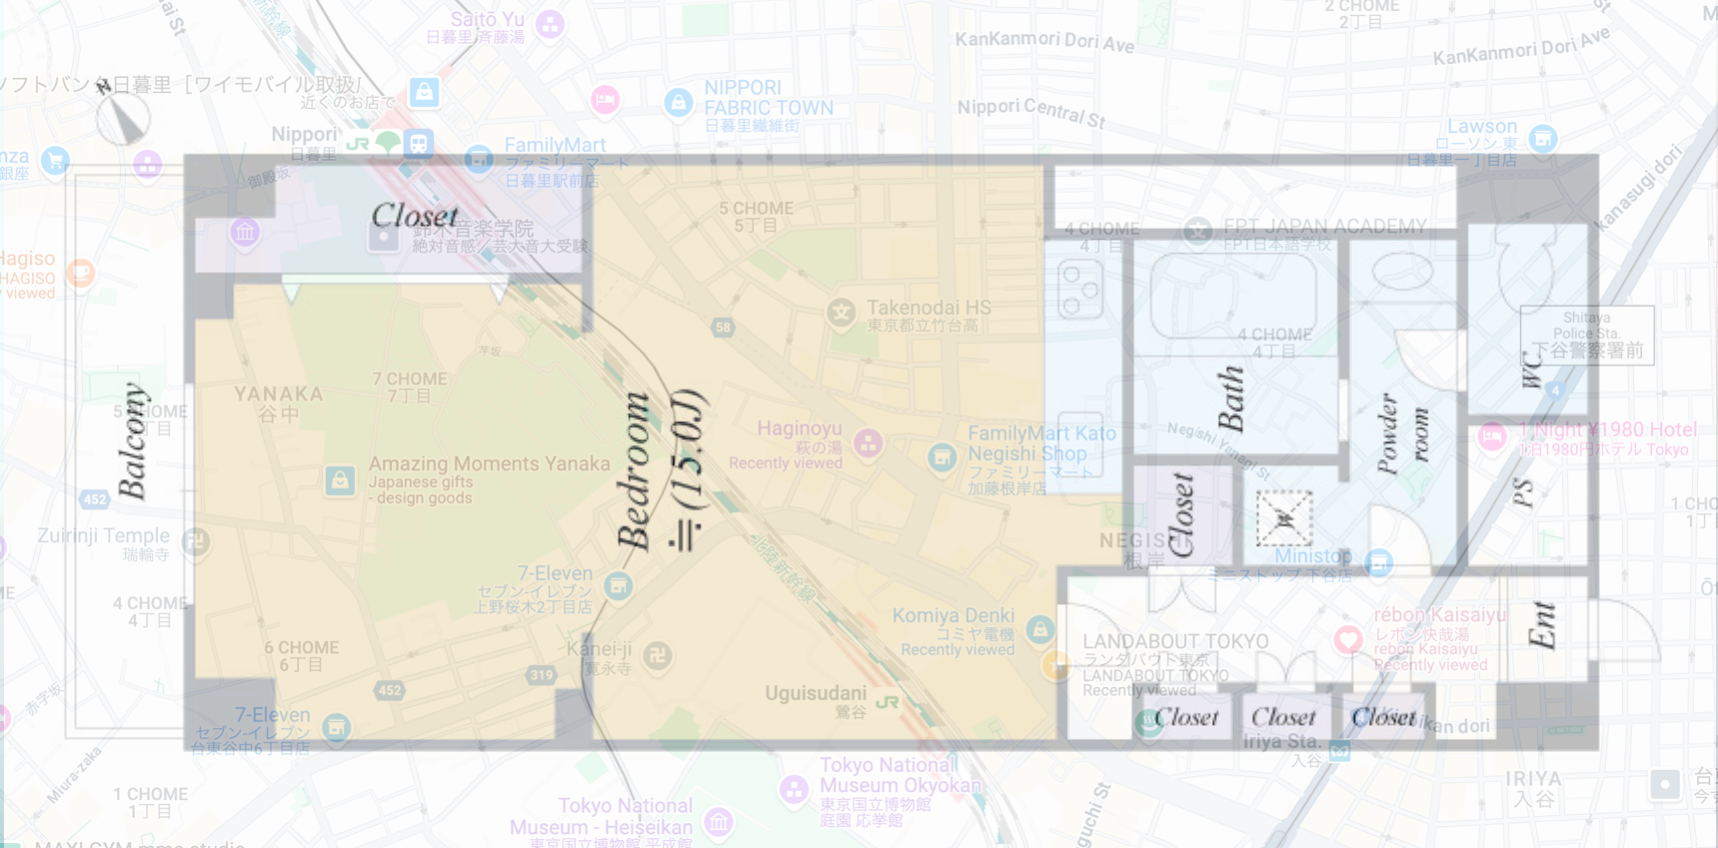 Saitō Yu
日暮里 斉藤湯
2 CHOME
2丁目
KanKanmori Dori Ave
KanKanmori Dori Ave
ソフトバンク日暮里［ワイモバイル取扱］
近くのお店で
N
NIPPORI
FABRIC TOWN
日暮里繊維街
Nippori Central St
Nippori
日暮里
JR
FamilyMart
ファミリーマート
日暮里駅前店
Lawson
ローソン 東
日暮里一丁目店
kanasugi dori
nza
銀座
御殿坂
Closet
鈴木音楽学院
絶対音感／芸大音大受験
5 CHOME
5丁目
4 CHOME
4丁目
FPT JAPAN ACADEMY
FPT日本語学校
Hagiso
HAGISO
y viewed
58
Takenodai HS
東京都立竹台高
4 CHOME
4丁目
Shitaya
Police Sta.
下谷警察署前
芋坂
YANAKA
谷中
7 CHOME
7丁目
WC
4
5 CHOME
5丁目
Balcony
Bedroom
≒(15.0J)
Bath
Powder
room
Haginoyu
萩の湯
Recently viewed
FamilyMart Kato
Negishi Shop
ファミリーマート
加藤根岸店
Negishi Yanagi St
1 Night ¥1980 Hotel
1泊1980円ホテル Tokyo
Amazing Moments Yanaka
Japanese gifts
- design goods
452
Closet
W
PS
1 CHO
1丁
Zuirinji Temple
瑞輪寺
NEGISHI
根岸
北陸新幹線
Ministop
ミニストップ 下谷店
7-Eleven
セブン-イレブン
上野桜木2丁目店
4 CHOME
4丁目
Komiya Denki
コミヤ電機
Recently viewed
LANDABOUT TOKYO
ランダバウト東京
LANDABOUT TOKYO
Recently viewed
rébon Kaisaiyu
レボン快哉湯
rebon Kaisaiyu
Recently viewed
Ent
6 CHOME
6丁目
Kanei-ji
寛永寺
319
452
Uguisudani
鶯谷
JR
赤字坂
7-Eleven
セブン-イレブン
台東谷中6丁目店
Closet
Closet
Closet
kan dori
Iriya Sta.
入谷
Miura-zaka
1 CHOME
1丁目
Tokyo National
Museum - Heiseikan
東京国立博物館 平成館
Tokyo National
Museum Okyokan
東京国立博物館
庭園 応挙館
guchi St
IRIYA
入谷
MAXI GYM mma studio